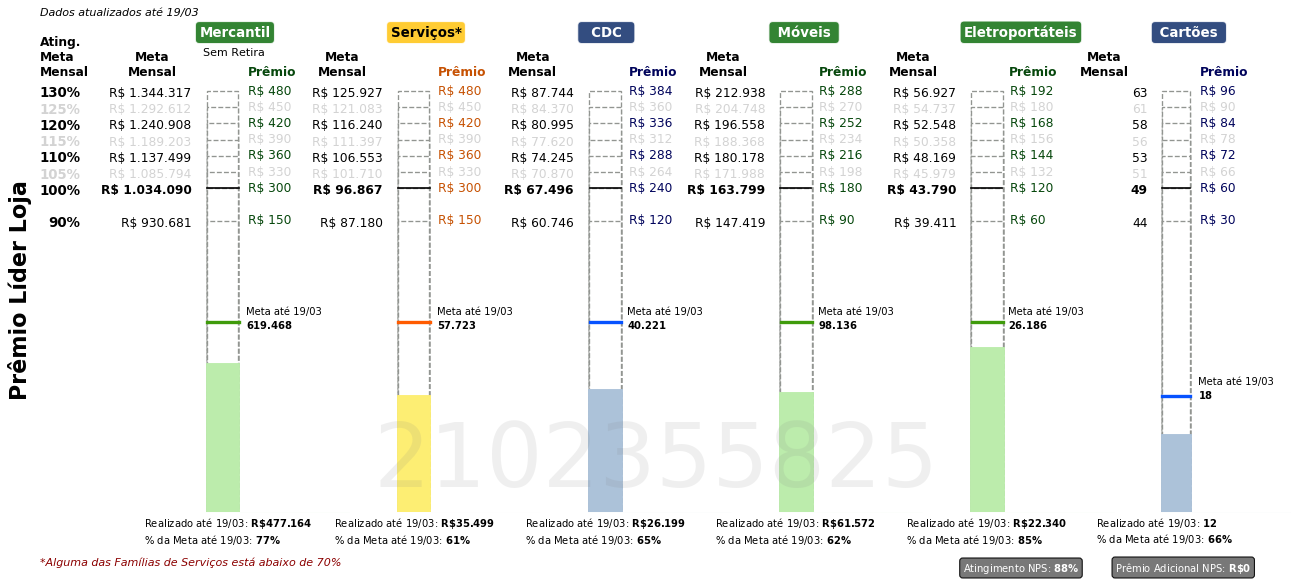 Dados atualizados até 19/03
Mercantil Serviços* CDC Móveis Eletroportáteis Cartões
Sem Retira
Ating. Meta Mensal
Meta Mensal Prêmio Meta Mensal Prêmio Meta Mensal Prêmio Meta Mensal Prêmio Meta Mensal Prêmio Meta Mensal Prêmio
130% R$ 1.344.317 R$ 480 R$ 125.927 R$ 480 R$ 87.744 R$ 384 R$ 212.938 R$ 288 R$ 56.927 R$ 192 63 R$ 96
125% R$ 1.292.612 R$ 450 R$ 121.083 R$ 450 R$ 84.370 R$ 360 R$ 204.748 R$ 270 R$ 54.737 R$ 180 61 R$ 90
120% R$ 1.240.908 R$ 420 R$ 116.240 R$ 420 R$ 80.995 R$ 336 R$ 196.558 R$ 252 R$ 52.548 R$ 168 58 R$ 84
115% R$ 1.189.203 R$ 390 R$ 111.397 R$ 390 R$ 77.620 R$ 312 R$ 188.368 R$ 234 R$ 50.358 R$ 156 56 R$ 78
110% R$ 1.137.499 R$ 360 R$ 106.553 R$ 360 R$ 74.245 R$ 288 R$ 180.178 R$ 216 R$ 48.169 R$ 144 53 R$ 72
105% R$ 1.085.794 R$ 330 R$ 101.710 R$ 330 R$ 70.870 R$ 264 R$ 171.988 R$ 198 R$ 45.979 R$ 132 51 R$ 66
100% R$ 1.034.090 R$ 300 R$ 96.867 R$ 300 R$ 67.496 R$ 240 R$ 163.799 R$ 180 R$ 43.790 R$ 120 49 R$ 60
90% R$ 930.681 R$ 150 R$ 87.180 R$ 150 R$ 60.746 R$ 120 R$ 147.419 R$ 90 R$ 39.411 R$ 60 44 R$ 30
Prêmio Líder Loja
Meta até 19/03 Meta até 19/03 Meta até 19/03 Meta até 19/03 Meta até 19/03
619.468 57.723 40.221 98.136 26.186
Meta até 19/03
18
2102355825
Realizado até 19/03: R$477.164 Realizado até 19/03: R$35.499 Realizado até 19/03: R$26.199 Realizado até 19/03: R$61.572 Realizado até 19/03: R$22.340 Realizado até 19/03: 12
% da Meta até 19/03: 77% % da Meta até 19/03: 61% % da Meta até 19/03: 65% % da Meta até 19/03: 62% % da Meta até 19/03: 85% % da Meta até 19/03: 66%
*Alguma das Famílias de Serviços está abaixo de 70%
Atingimento NPS: 88% Prêmio Adicional NPS: R$0